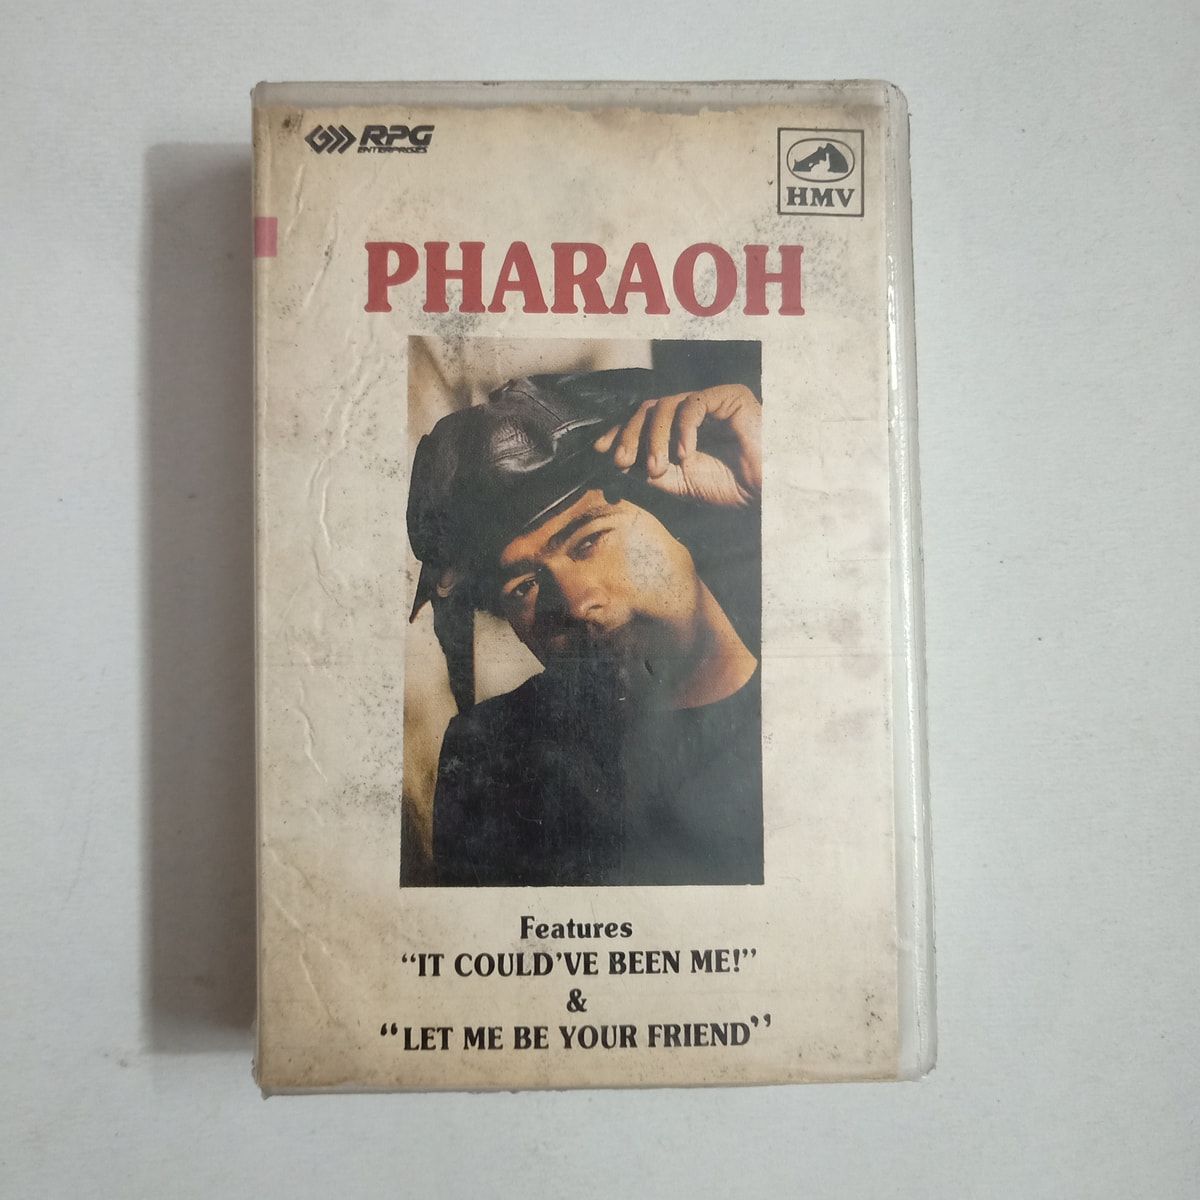 RPG
ENTERPRISES
HMV
PHARAOH
Features
“IT COULD’VE BEEN ME!”
&
“LET ME BE YOUR FRIEND”